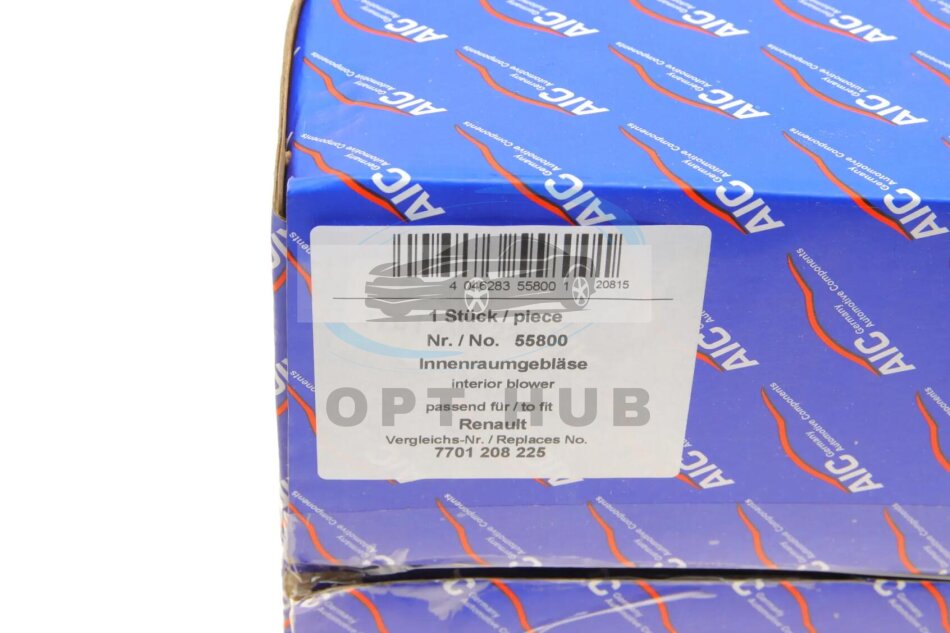 4 046283 55800 1 20815
1 Stück / piece
Nr. / No. 55800
Innenraumgebläse
interior blower
OPT HUB
passend für / to fit
Renault
Vergleichs-Nr. / Replaces No.
7701 208 225
AIC Germany
Automotive Components